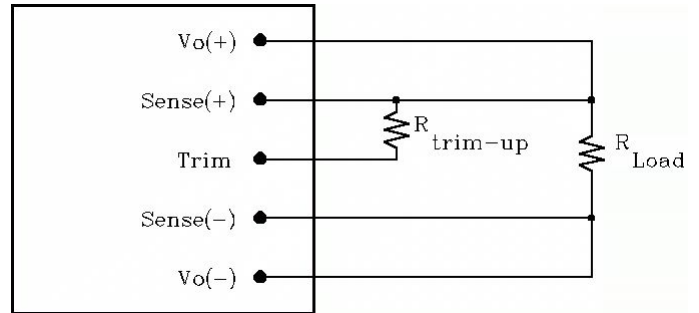 Vo(+)
Sense(+)
Trim
Sense(−)
Vo(−)
R
trim-up
R
Load